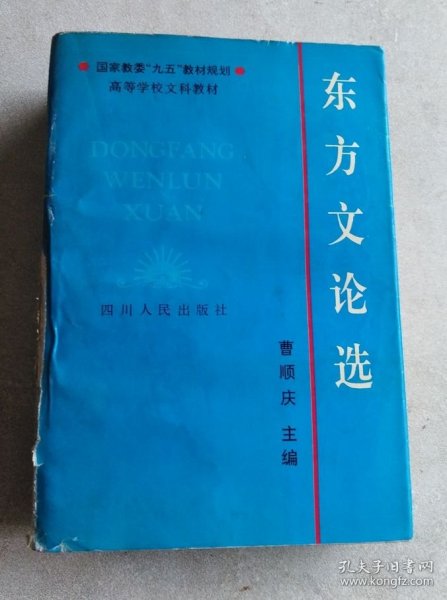 国家教委“九五”教材规划
高等学校文科教材
DONGFANG
WENLUN
XUAN
四川人民出版社
东方文论选
曹顺庆 主编
孔夫子旧书网
www.kongfz.com